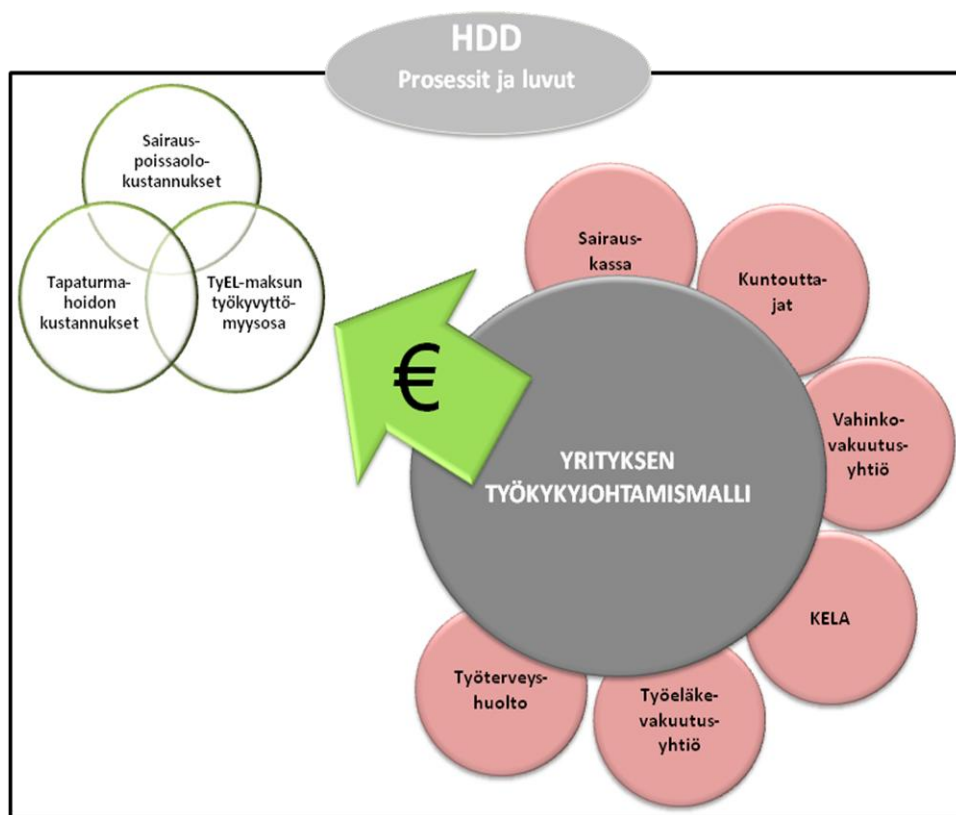 HDD
Prosessit ja luvut
Sairaus-
poissaolo-
kustannukset
Tapaturma-
hoidon
kustannukset
TyEL-maksun
työkyvyttö-
myysosa
€
Sairaus-
kassa
Kuntoutta-
jat
Vahinko-
vakuutus-
yhtiö
YRITYKSEN
TYÖKYKYJOHTAMISMALLI
KELA
Työterveys-
huolto
Työeläke-
vakuutus-
yhtiö